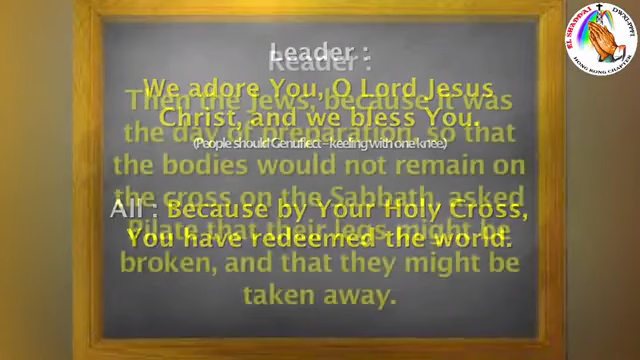 Leader :
We adore You, O Lord Jesus
Christ, and we bless You.
(People should Genuflect - keeling with one knee)
All : Because by Your Holy Cross,
You have redeemed the world.
Reader :
Then the Jews, because it was
the day of preparation, so that
the bodies would not remain on
the cross on the Sabbath, asked
Pilate that their legs might be
broken, and that they might be
taken away.
EL SHADDAI
DWXI-PPFI
HONG KONG CHAPTER